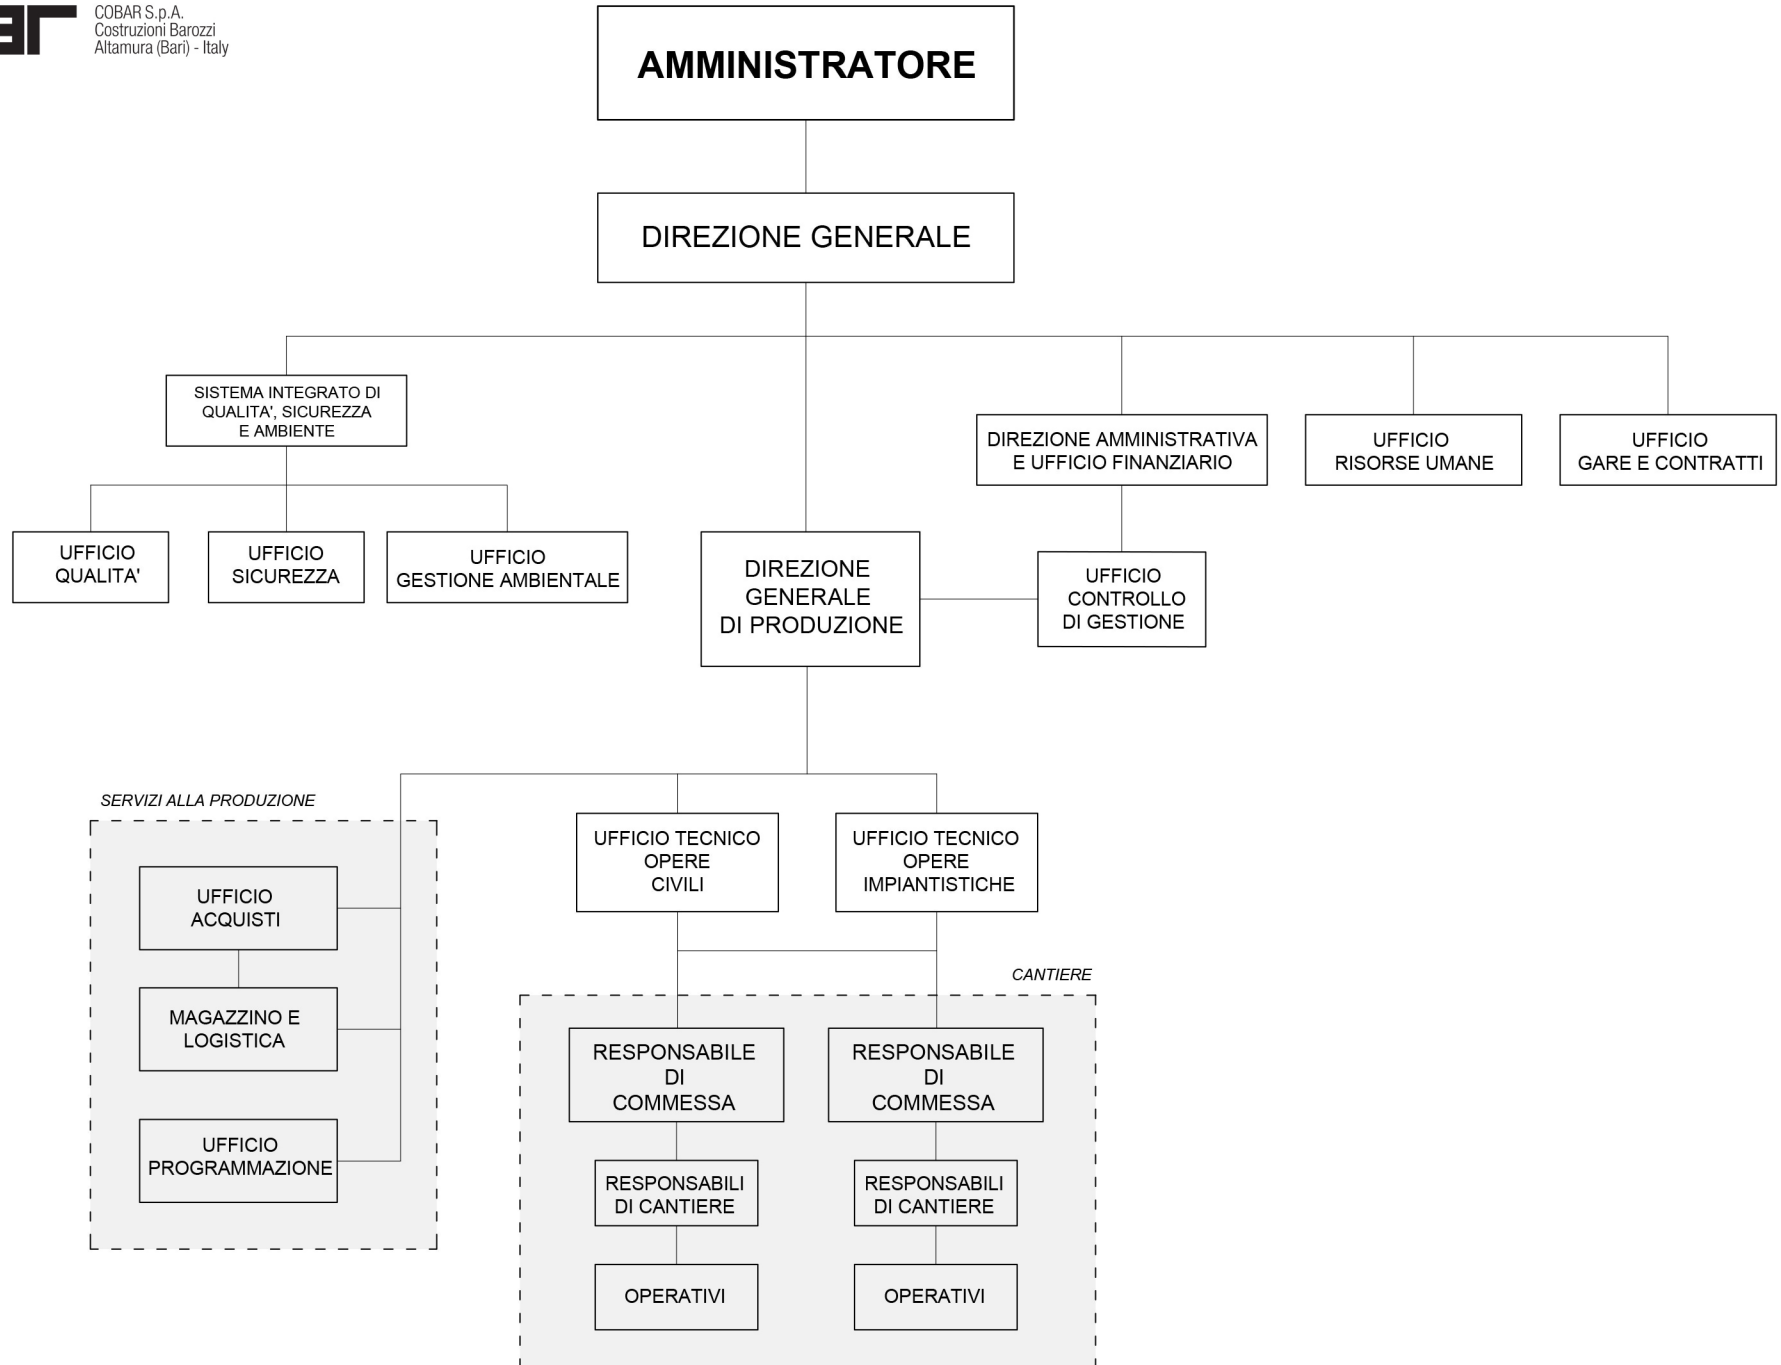 COBAR S.p.A.
Costruzioni Barozzi
Altamura (Bari) - Italy
AMMINISTRATORE
DIREZIONE GENERALE
SISTEMA INTEGRATO DI
QUALITA', SICUREZZA
E AMBIENTE
DIREZIONE AMMINISTRATIVA
E UFFICIO FINANZIARIO
UFFICIO
RISORSE UMANE
UFFICIO
GARE E CONTRATTI
UFFICIO
QUALITA'
UFFICIO
SICUREZZA
UFFICIO
GESTIONE AMBIENTALE
DIREZIONE
GENERALE
DI PRODUZIONE
UFFICIO
CONTROLLO
DI GESTIONE
SERVIZI ALLA PRODUZIONE
UFFICIO
ACQUISTI
MAGAZZINO E
LOGISTICA
UFFICIO
PROGRAMMAZIONE
UFFICIO TECNICO
OPERE
CIVILI
UFFICIO TECNICO
OPERE
IMPIANTISTICHE
CANTIERE
RESPONSABILE
DI
COMMESSA
RESPONSABILE
DI
COMMESSA
RESPONSABILI
DI CANTIERE
RESPONSABILI
DI CANTIERE
OPERATIVI
OPERATIVI